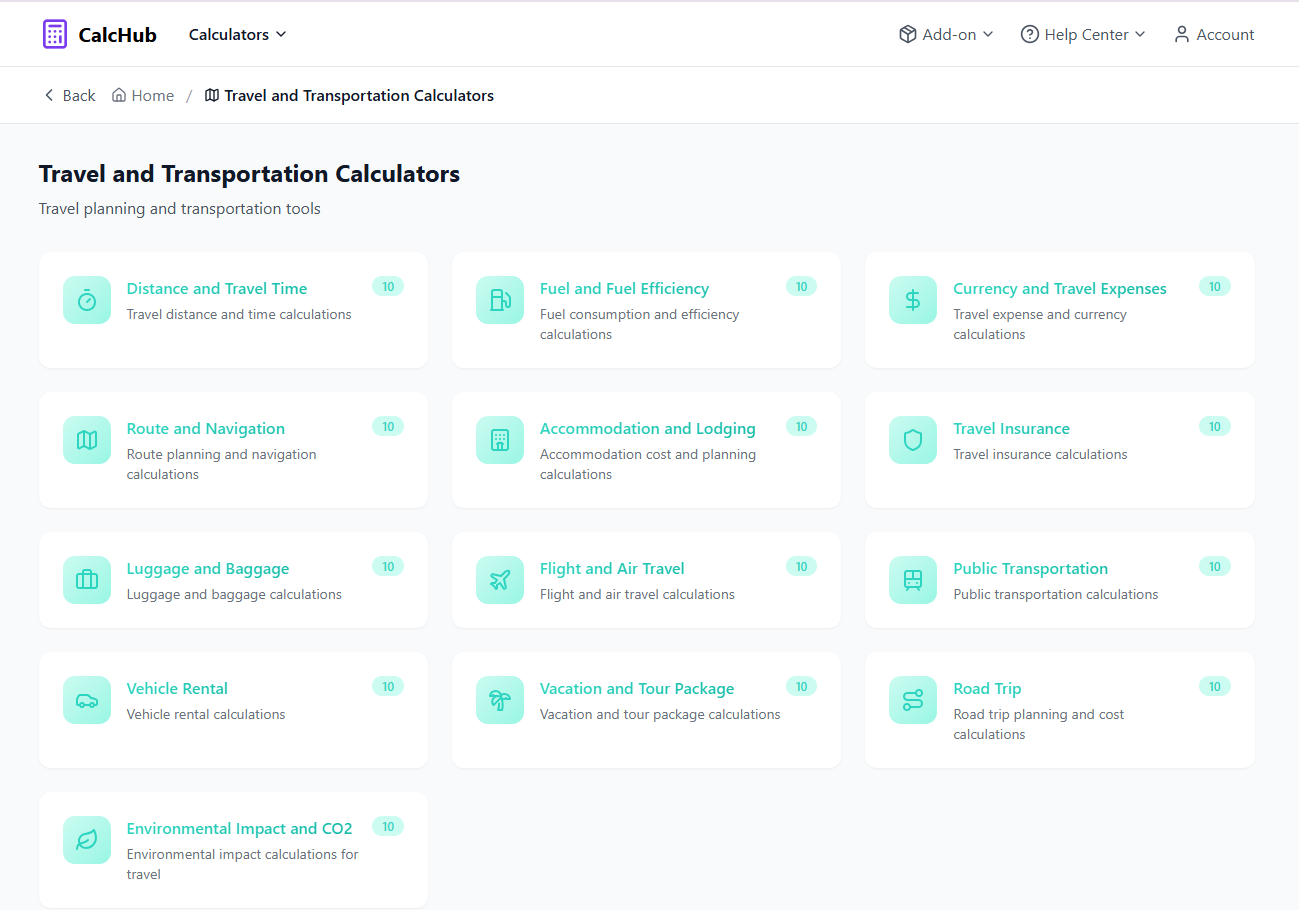 CalcHub
Calculators
Add-on
Help Center
Account
Back
Home
/
Travel and Transportation Calculators
Travel and Transportation Calculators
Travel planning and transportation tools
Distance and Travel Time
10
Travel distance and time calculations
Fuel and Fuel Efficiency
10
Fuel consumption and efficiency
calculations
Currency and Travel Expenses
10
Travel expense and currency
calculations
Route and Navigation
10
Route planning and navigation
calculations
Accommodation and Lodging
10
Accommodation cost and planning
calculations
Travel Insurance
10
Travel insurance calculations
Luggage and Baggage
10
Luggage and baggage calculations
Flight and Air Travel
10
Flight and air travel calculations
Public Transportation
10
Public transportation calculations
Vehicle Rental
10
Vehicle rental calculations
Vacation and Tour Package
10
Vacation and tour package calculations
Road Trip
10
Road trip planning and cost
calculations
Environmental Impact and CO2
10
Environmental impact calculations for
travel